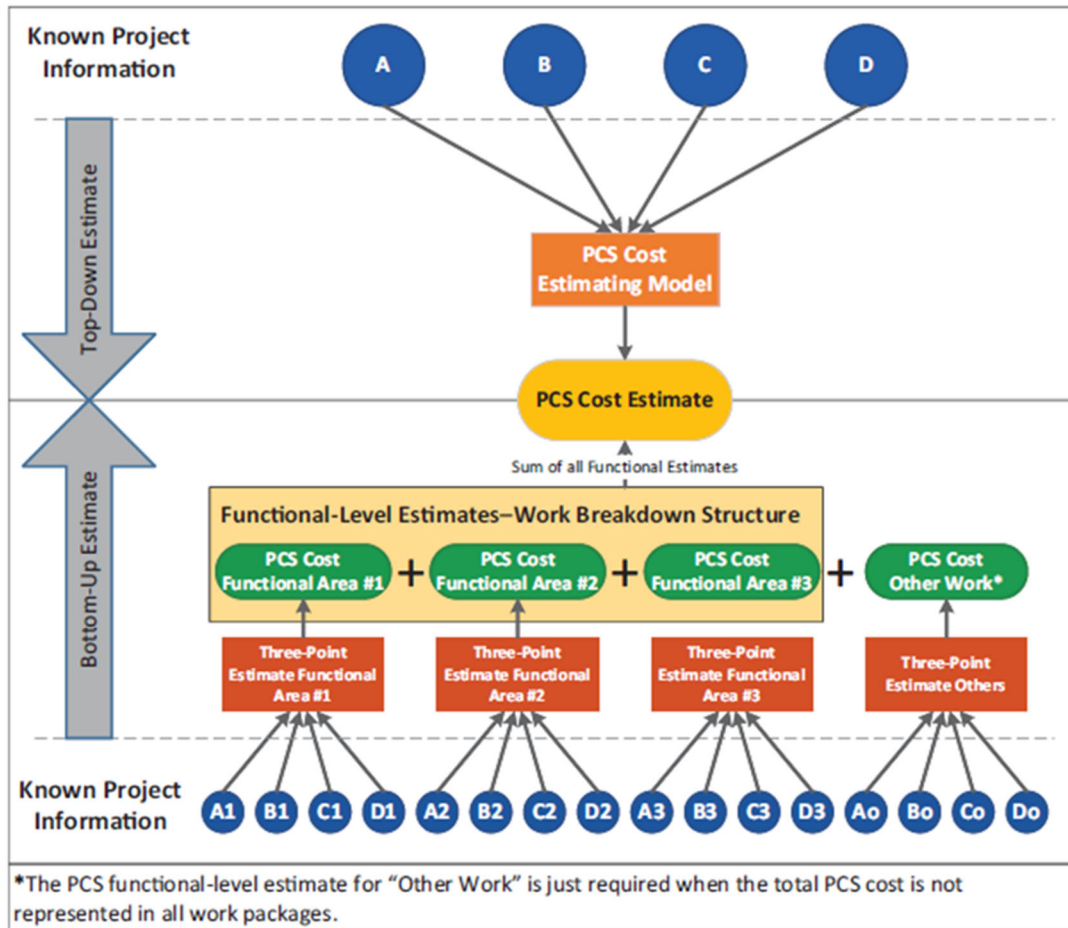 Known Project
Information
A
B
C
D
Top-Down Estimate
PCS Cost
Estimating Model
PCS Cost Estimate
Sum of all Functional Estimates
Bottom-Up Estimate
Functional-Level Estimates–Work Breakdown Structure
PCS Cost
Functional Area #1
+
PCS Cost
Functional Area #2
+
PCS Cost
Functional Area #3
+
PCS Cost
Other Work*
Three-Point
Estimate Functional
Area #1
Three-Point
Estimate Functional
Area #2
Three-Point
Estimate Functional
Area #3
Three-Point
Estimate Others
Known Project
Information
A1 B1 C1 D1 A2 B2 C2 D2 A3 B3 C3 D3 Ao Bo Co Do
*The PCS functional-level estimate for “Other Work” is just required when the total PCS cost is not
represented in all work packages.